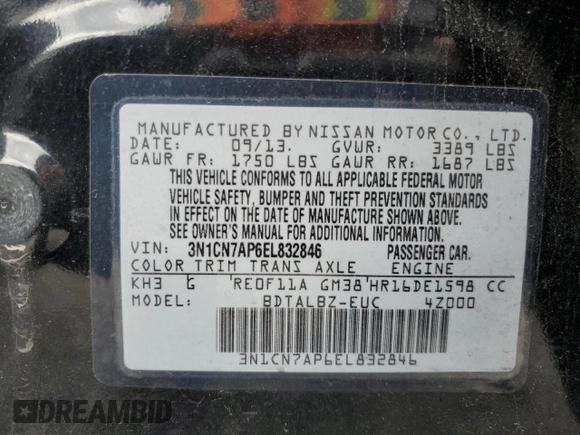 MANUFACTURED BY NISSAN MOTOR CO., LTD.
DATE: 09/13. GVWR: 3389 LBS
GAWR FR: 1750 LBS GAWR RR: 1687 LBS
THIS VEHICLE CONFORMS TO ALL APPLICABLE FEDERAL MOTOR
VEHICLE SAFETY, BUMPER AND THEFT PREVENTION STANDARDS
IN EFFECT ON THE DATE OF MANUFACTURE SHOWN ABOVE.
SEE OWNER'S MANUAL FOR ADDITIONAL INFORMATION.
VIN: 3N1CN7AP6EL832846 PASSENGER CAR.
COLOR TRIM TRANS AXLE ENGINE
KH3 G RE0F11A GM38 HR16DE1598 CC
MODEL: BDTALBZ-EUC 4Z000
3N1CN7AP6EL832846
DREAMBID